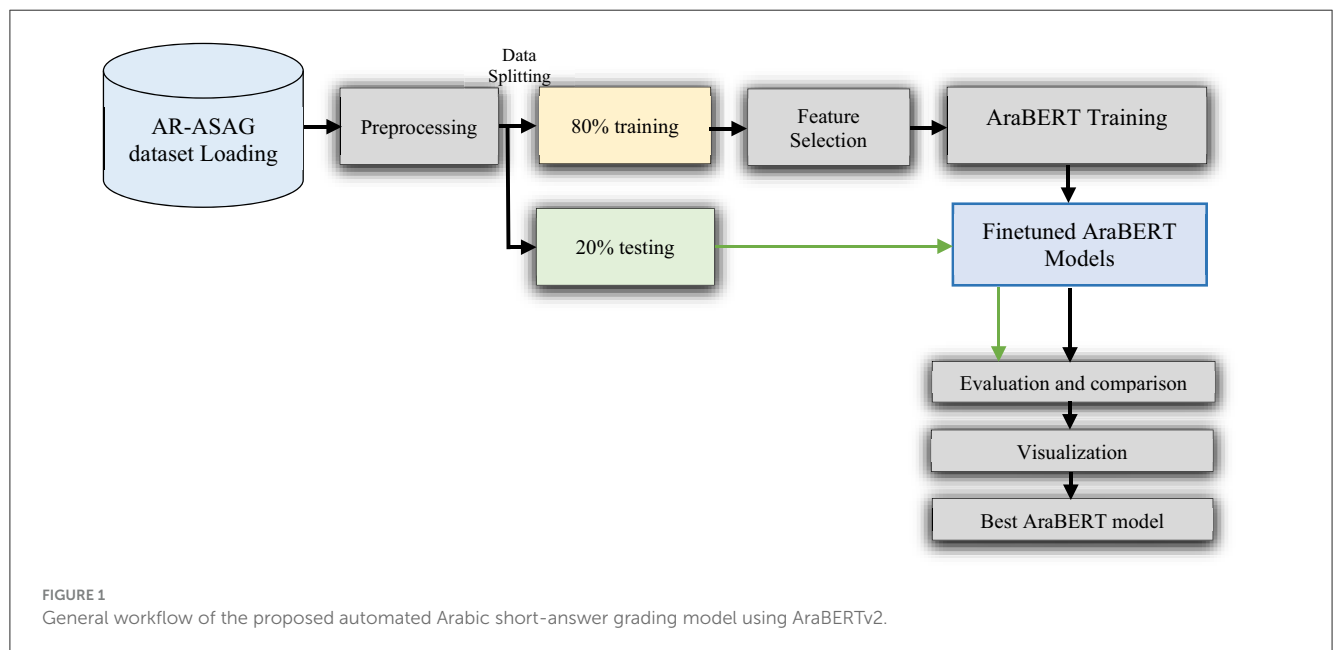 Data
Splitting
AR-ASAG
dataset Loading
Preprocessing
80% training
Feature
Selection
AraBERT Training
20% testing
Finetuned AraBERT
Models
Evaluation and comparison
Visualization
Best AraBERT model
FIGURE 1
General workflow of the proposed automated Arabic short-answer grading model using AraBERTv2.